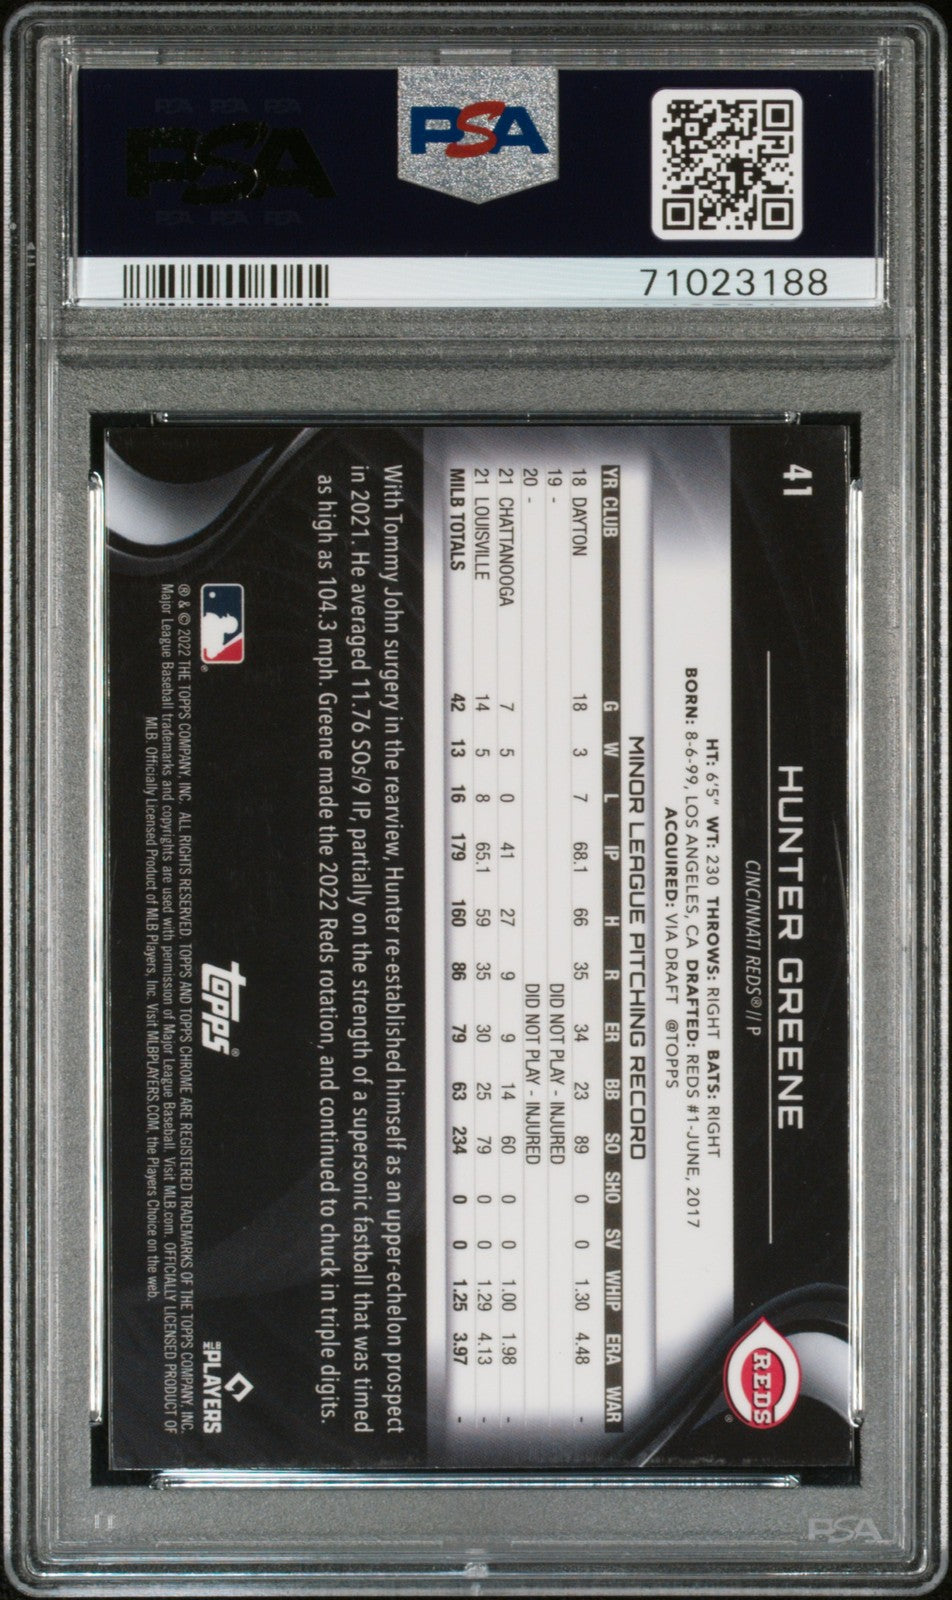 PSA PSA PSA
PSA
PSA PSA PSA
PSA
71023188
41
HUNTER GREENE
CINCINNATI REDS® // P
REDS®
HT: 6'5" WT: 230 THROWS: RIGHT BATS: RIGHT
BORN: 8-6-99, LOS ANGELES, CA DRAFTED: REDS #1-JUNE, 2017
ACQUIRED: VIA DRAFT @TOPPS
MINOR LEAGUE PITCHING RECORD
YR CLUB G W L IP H R ER BB SO SHO SV WHIP ERA WAR
18 DAYTON 18 3 7 68.1 66 35 34 23 89 0 0 1.30 4.48 -
19 - DID NOT PLAY - INJURED
20 - DID NOT PLAY - INJURED
21 CHATTANOOGA 7 5 0 41 27 9 9 14 60 0 0 1.00 1.98 -
21 LOUISVILLE 14 5 8 65.1 59 35 30 25 79 0 0 1.29 4.13 -
MILB TOTALS 42 13 16 179 160 86 79 63 234 0 0 1.25 3.97 -
With Tommy John surgery in the rearview, Hunter re-established himself as an upper-echelon prospect
in 2021. He averaged 11.76 SOs/9 IP, partially on the strength of a supersonic fastball that was timed
as high as 104.3 mph. Greene made the 2022 Reds rotation, and continued to chuck in triple digits.
topps®
MLB PLAYERS
® & © 2022 THE TOPPS COMPANY, INC. ALL RIGHTS RESERVED. TOPPS AND TOPPS CHROME ARE REGISTERED TRADEMARKS OF THE TOPPS COMPANY, INC.
Major League Baseball trademarks and copyrights are used with permission of Major League Baseball. Visit MLB.com. OFFICIALLY LICENSED PRODUCT OF
MLB. Officially Licensed Product of MLB Players, Inc. Visit MLBPLAYERS.COM, the Players Choice on the web.
PSA